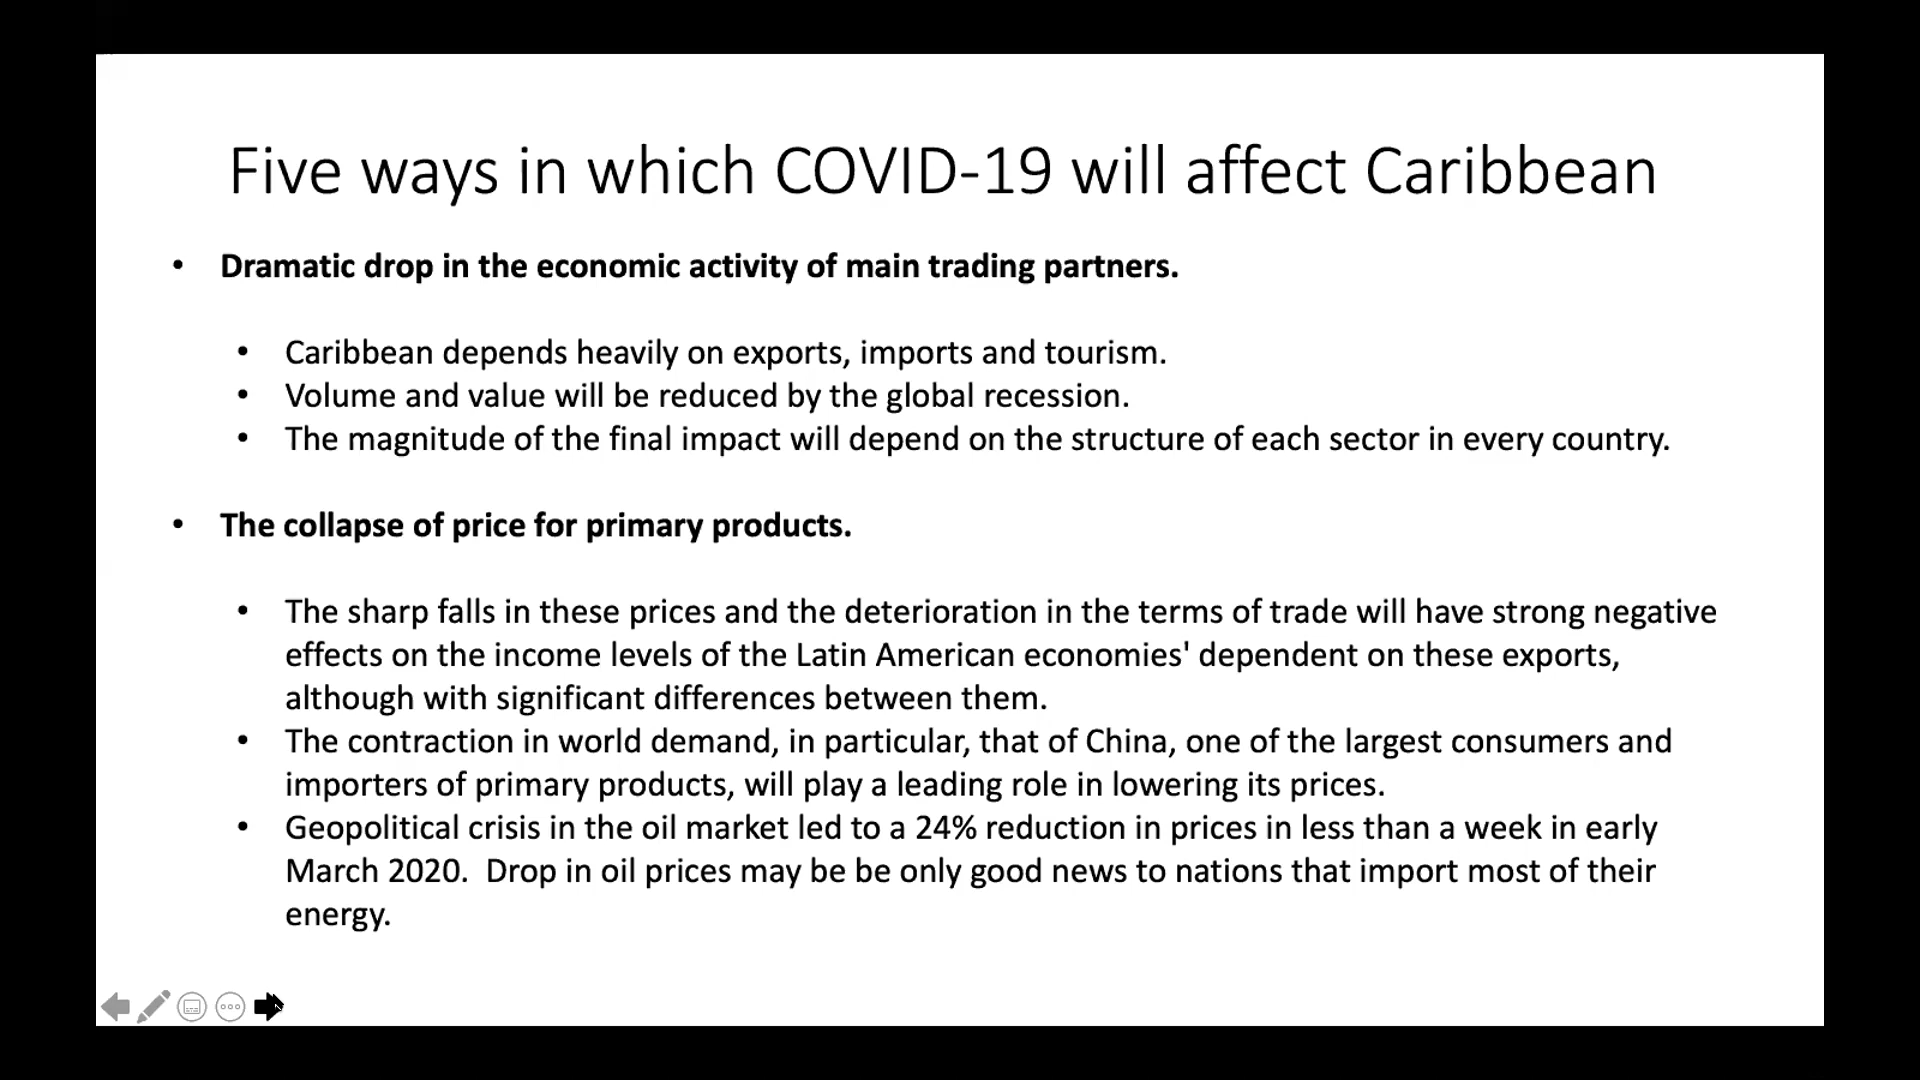 Five ways in which COVID-19 will affect Caribbean
• Dramatic drop in the economic activity of main trading partners.
• Caribbean depends heavily on exports, imports and tourism.
• Volume and value will be reduced by the global recession.
• The magnitude of the final impact will depend on the structure of each sector in every country.
• The collapse of price for primary products.
• The sharp falls in these prices and the deterioration in the terms of trade will have strong negative
effects on the income levels of the Latin American economies' dependent on these exports,
although with significant differences between them.
• The contraction in world demand, in particular, that of China, one of the largest consumers and
importers of primary products, will play a leading role in lowering its prices.
• Geopolitical crisis in the oil market led to a 24% reduction in prices in less than a week in early
March 2020.  Drop in oil prices may be be only good news to nations that import most of their
energy.